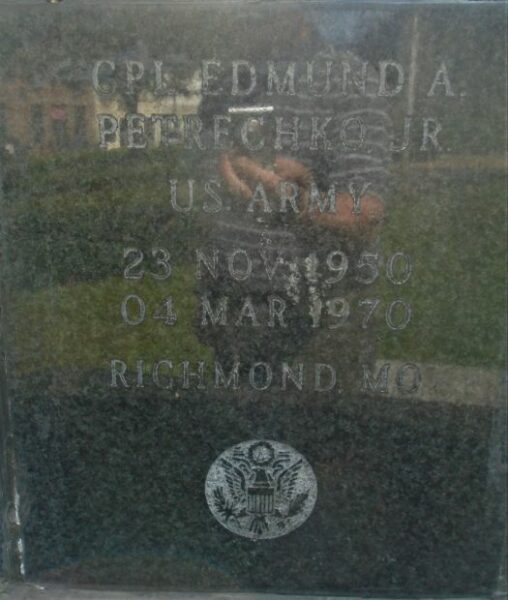 CPL EDMUND A.
PETRECHKO JR.
US ARMY
23 NOV 1950
04 MAR 1970
RICHMOND MO